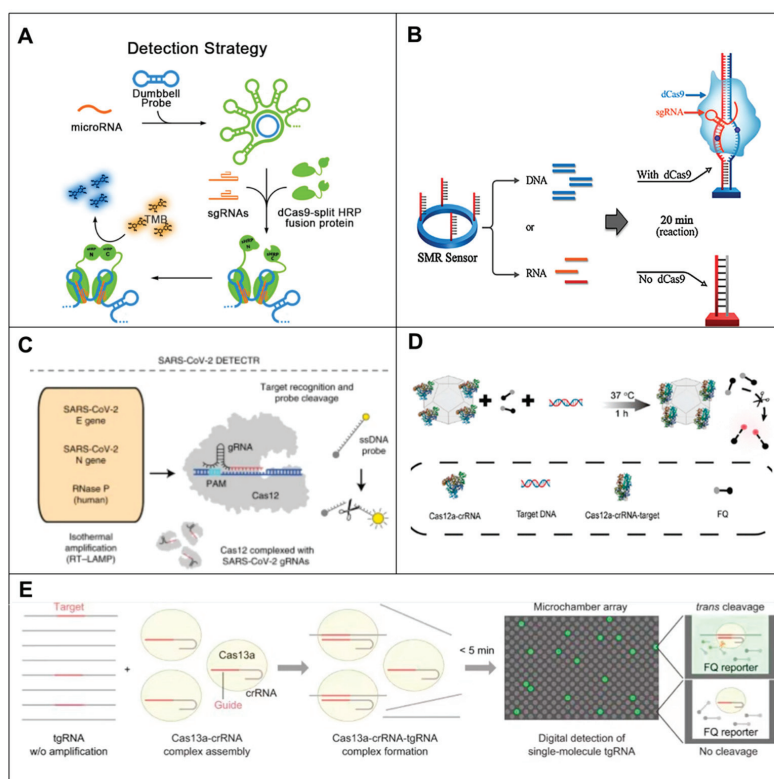 A
Detection Strategy
Dumbbell
Probe
microRNA
sgRNAs
dCas9-split HRP
fusion protein
TMB
sHRP
N
sHRP
C
B
dCas9
sgRNA
DNA
With dCas9
or
20 min
(reaction)
SMR Sensor
RNA
No dCas9
C
SARS-CoV-2 DETECTR
SARS-CoV-2
E gene
SARS-CoV-2
N gene
RNase P
(human)
Isothermal
amplification
(RT–LAMP)
Target recognition and
probe cleavage
gRNA
PAM
Cas12
ssDNA
probe
Cas12 complexed with
SARS-CoV-2 gRNAs
D
37 °C
1 h
Cas12a-crRNA
Target DNA
Cas12a-crRNA-target
FQ
E
Target
tgRNA
w/o amplification
+
Cas13a
crRNA
Guide
Cas13a-crRNA
complex assembly
Cas13a-crRNA-tgRNA
complex formation
< 5 min
Microchamber array
Digital detection of
single-molecule tgRNA
trans cleavage
FQ reporter
FQ reporter
No cleavage